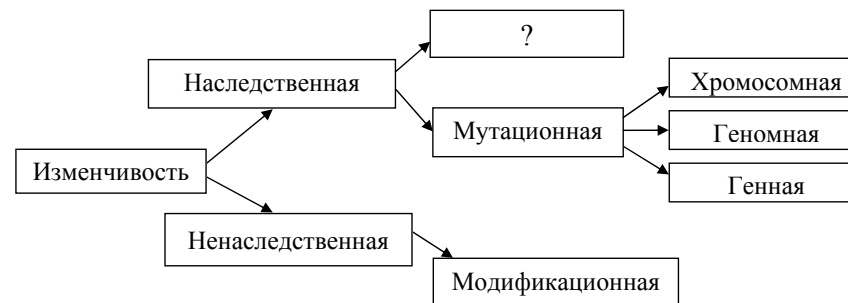 ?
Наследственная
Хромосомная
Мутационная
Геномная
Изменчивость
Генная
Ненаследственная
Модификационная